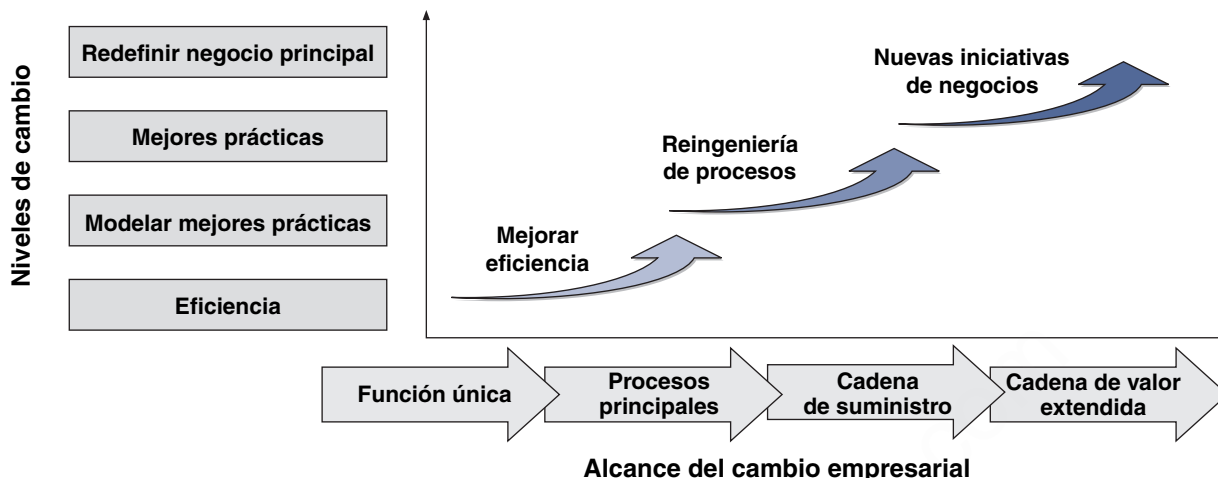 Niveles de cambio
Redefinir negocio principal
Mejores prácticas
Modelar mejores prácticas
Eficiencia
Nuevas iniciativas
de negocios
Reingeniería
de procesos
Mejorar
eficiencia
Función única
Procesos
principales
Cadena
de suministro
Cadena de valor
extendida
Alcance del cambio empresarial